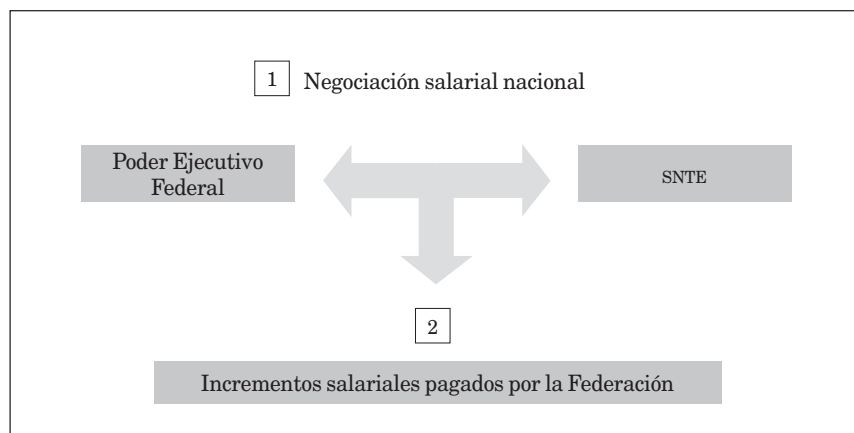 1 Negociación salarial nacional
Poder Ejecutivo
Federal
SNTE
2
Incrementos salariales pagados por la Federación